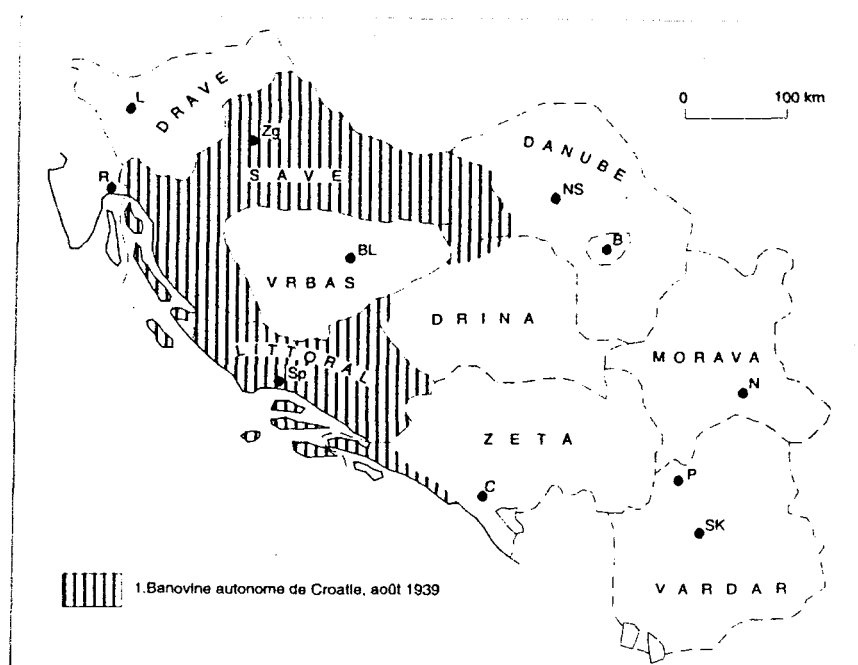 DRAVE
Zg
0 100 km
SAVE
DANUBE
R
NS
B
BL
VRBAS
DRINA
LITTORAL
MORAVA
Sp
N
ZETA
C
P
SK
VARDAR
1.Banovine autonome de Croatie, août 1939